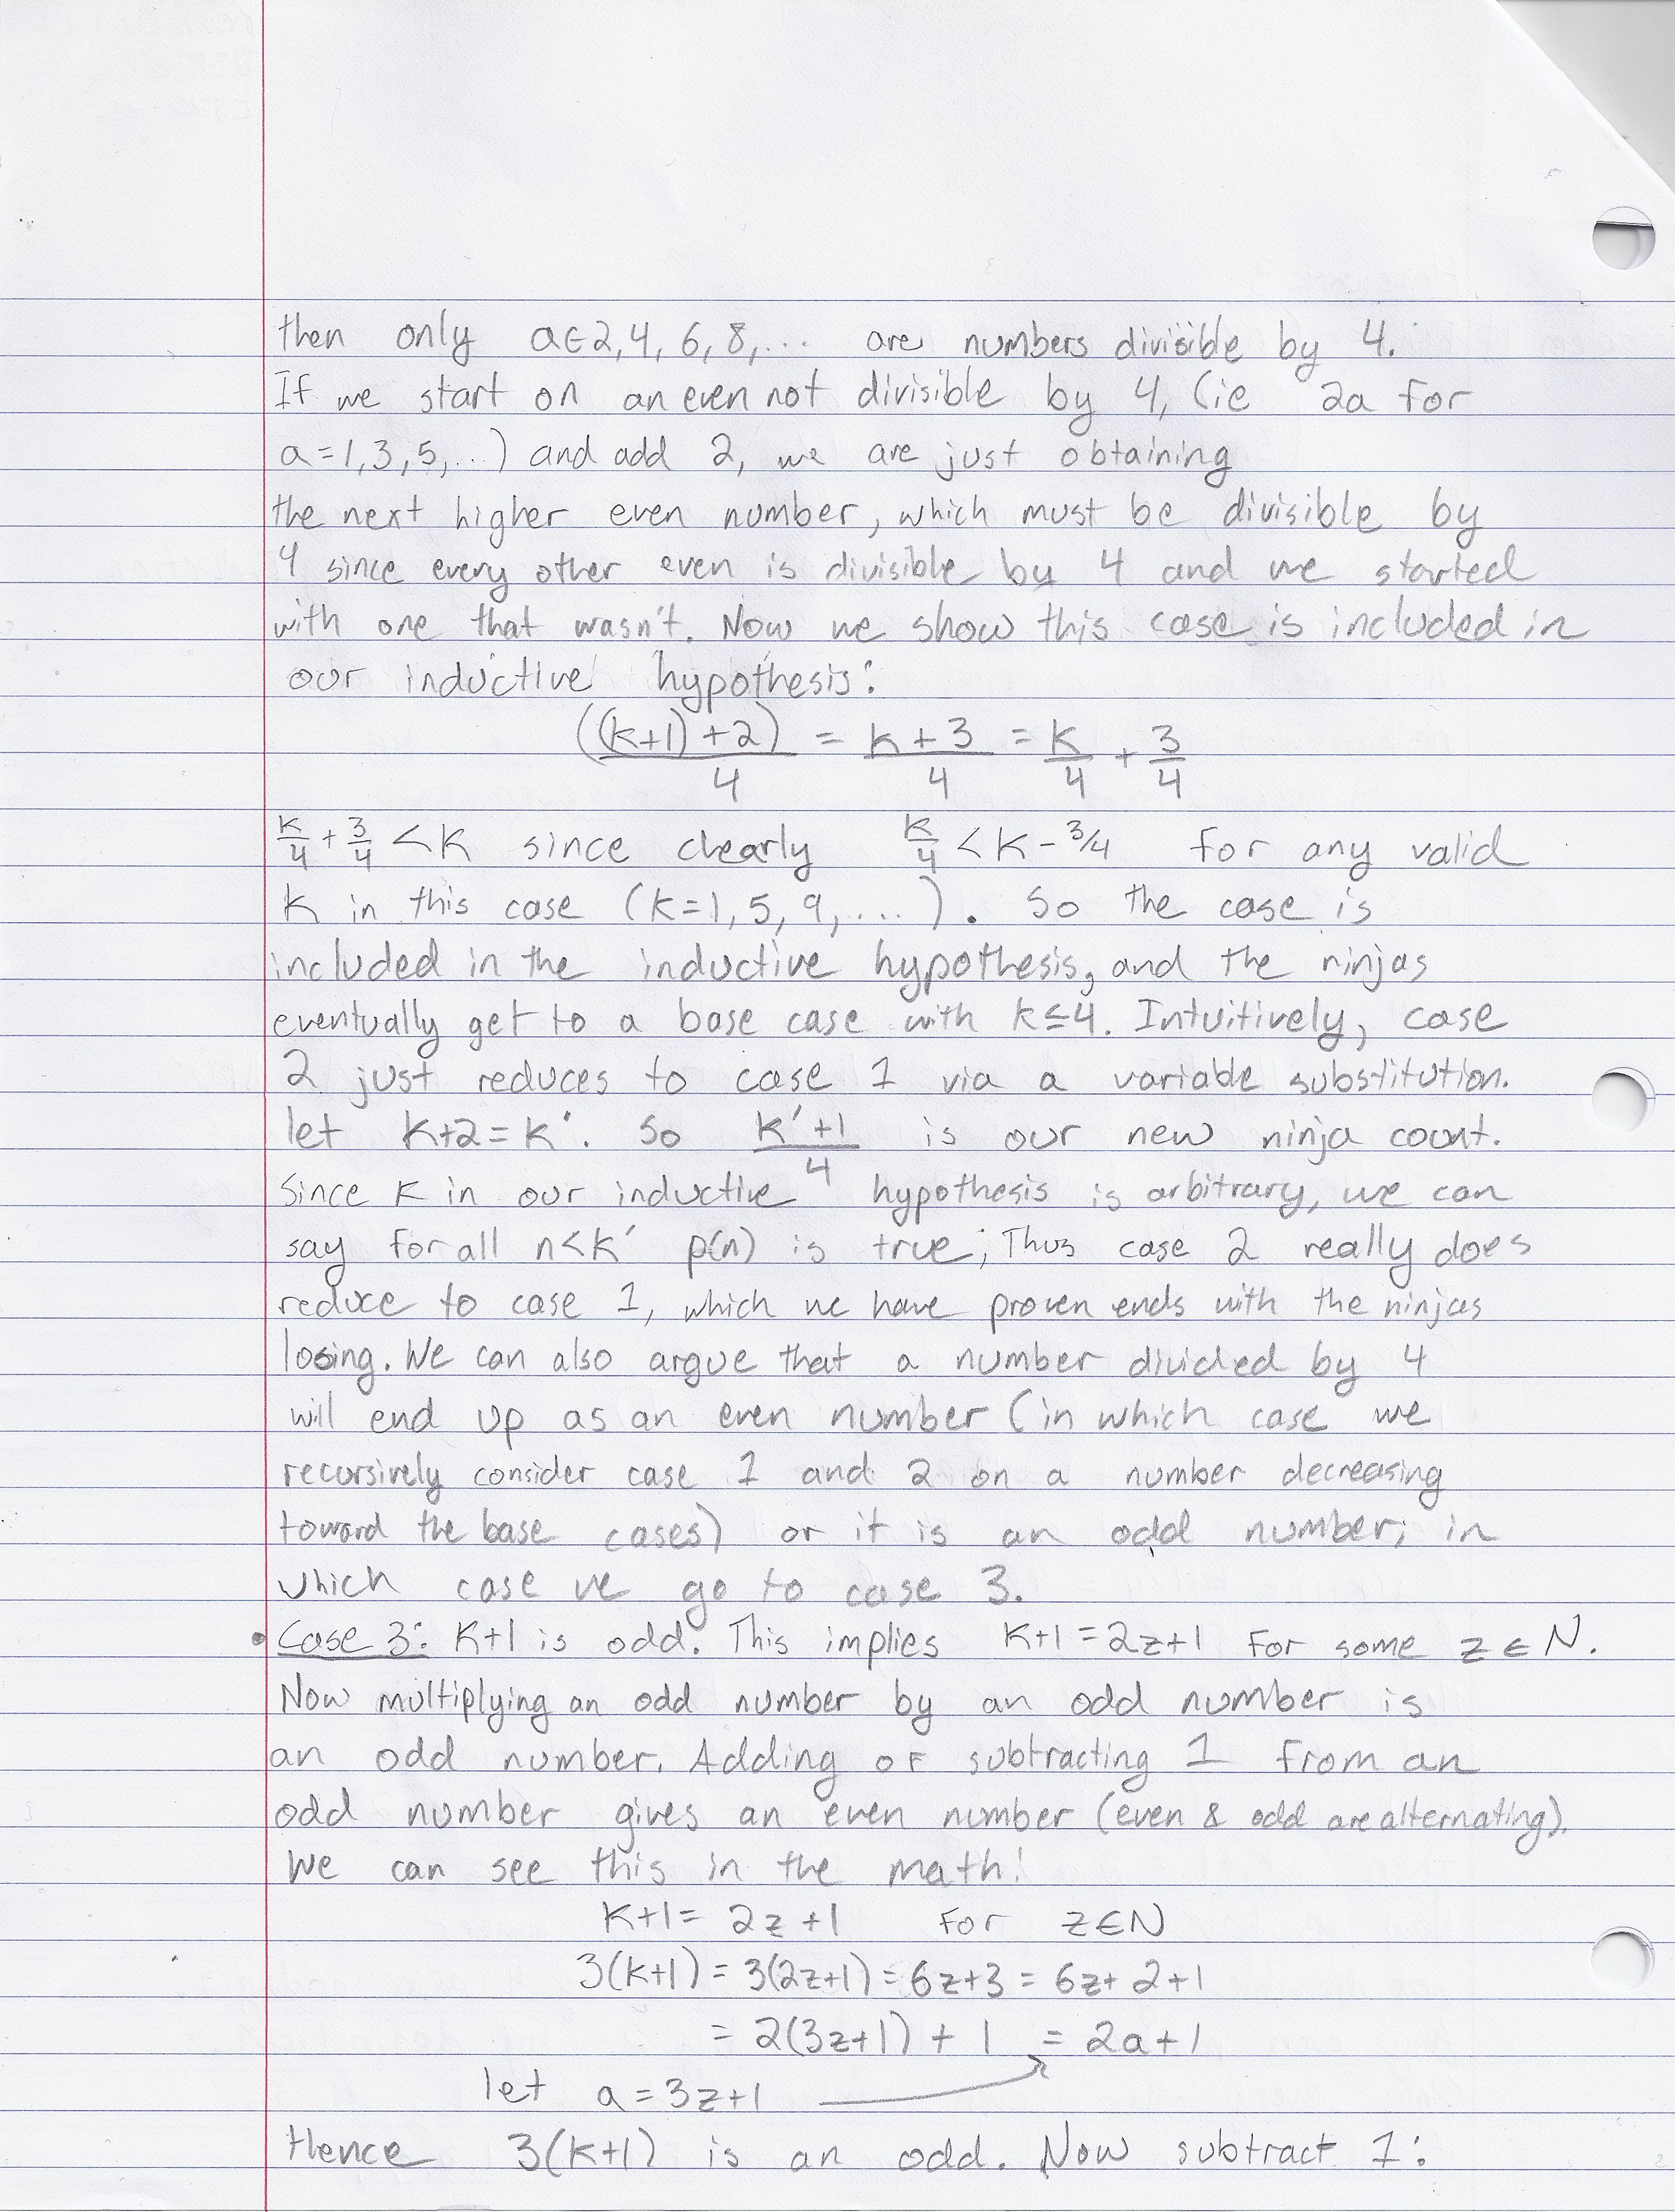 then only a∈2,4,6,8,... are numbers divisible by 4.
If we start on an even not divisible by 4, (ie 2a for
a=1,3,5,...) and add 2, we are just obtaining
the next higher even number, which must be divisible by
4 since every other even is divisible by 4 and we started
with one that wasn't. Now we show this case is included in
our inductive hypothesis:
((k+1)+2)/4 = k+3/4 = k/4 + 3/4
k/4 + 3/4 < k since clearly k/4 < k - 3/4 for any valid
k in this case (k=1,5,9,....). So the case is
included in the inductive hypothesis, and the ninjas
eventually get to a base case with k≤4. Intuitively, case
2 just reduces to case 1 via a variable substitution.
let k+2=k'. So k'+1/4 is our new ninja count.
Since k in our inductive hypothesis is arbitrary, we can
say for all n<k' p(n) is true; Thus case 2 really does
reduce to case 1, which we have proven ends with the ninjas
losing. We can also argue that a number divided by 4
will end up as an even number (in which case we
recursively consider case 1 and 2 on a number decreasing
toward the base cases) or it is an odd number; in
which case we go to case 3.
• Case 3: k+1 is odd. This implies k+1=2z+1 for some z∈N.
Now multiplying an odd number by an odd number is
an odd number. Adding or subtracting 1 from an
odd number gives an even number (even & odd are alternating).
We can see this in the math:
k+1= 2z+1 for z∈N
3(k+1) = 3(2z+1) = 6z+3 = 6z+2+1
= 2(3z+1) + 1 = 2a+1
let a=3z+1
Hence 3(k+1) is an odd. Now subtract 1: